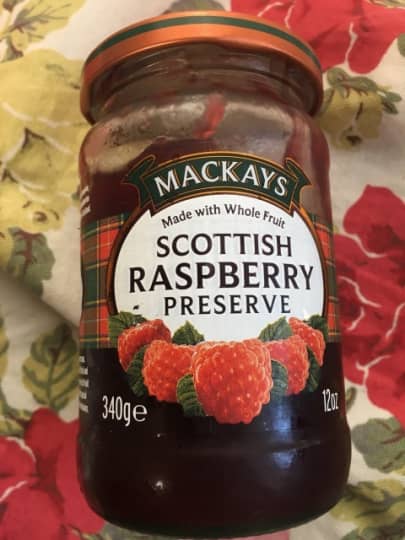 MACKAYS
Made with Whole Fruit
SCOTTISH
RASPBERRY
PRESERVE
340g℮
12oz